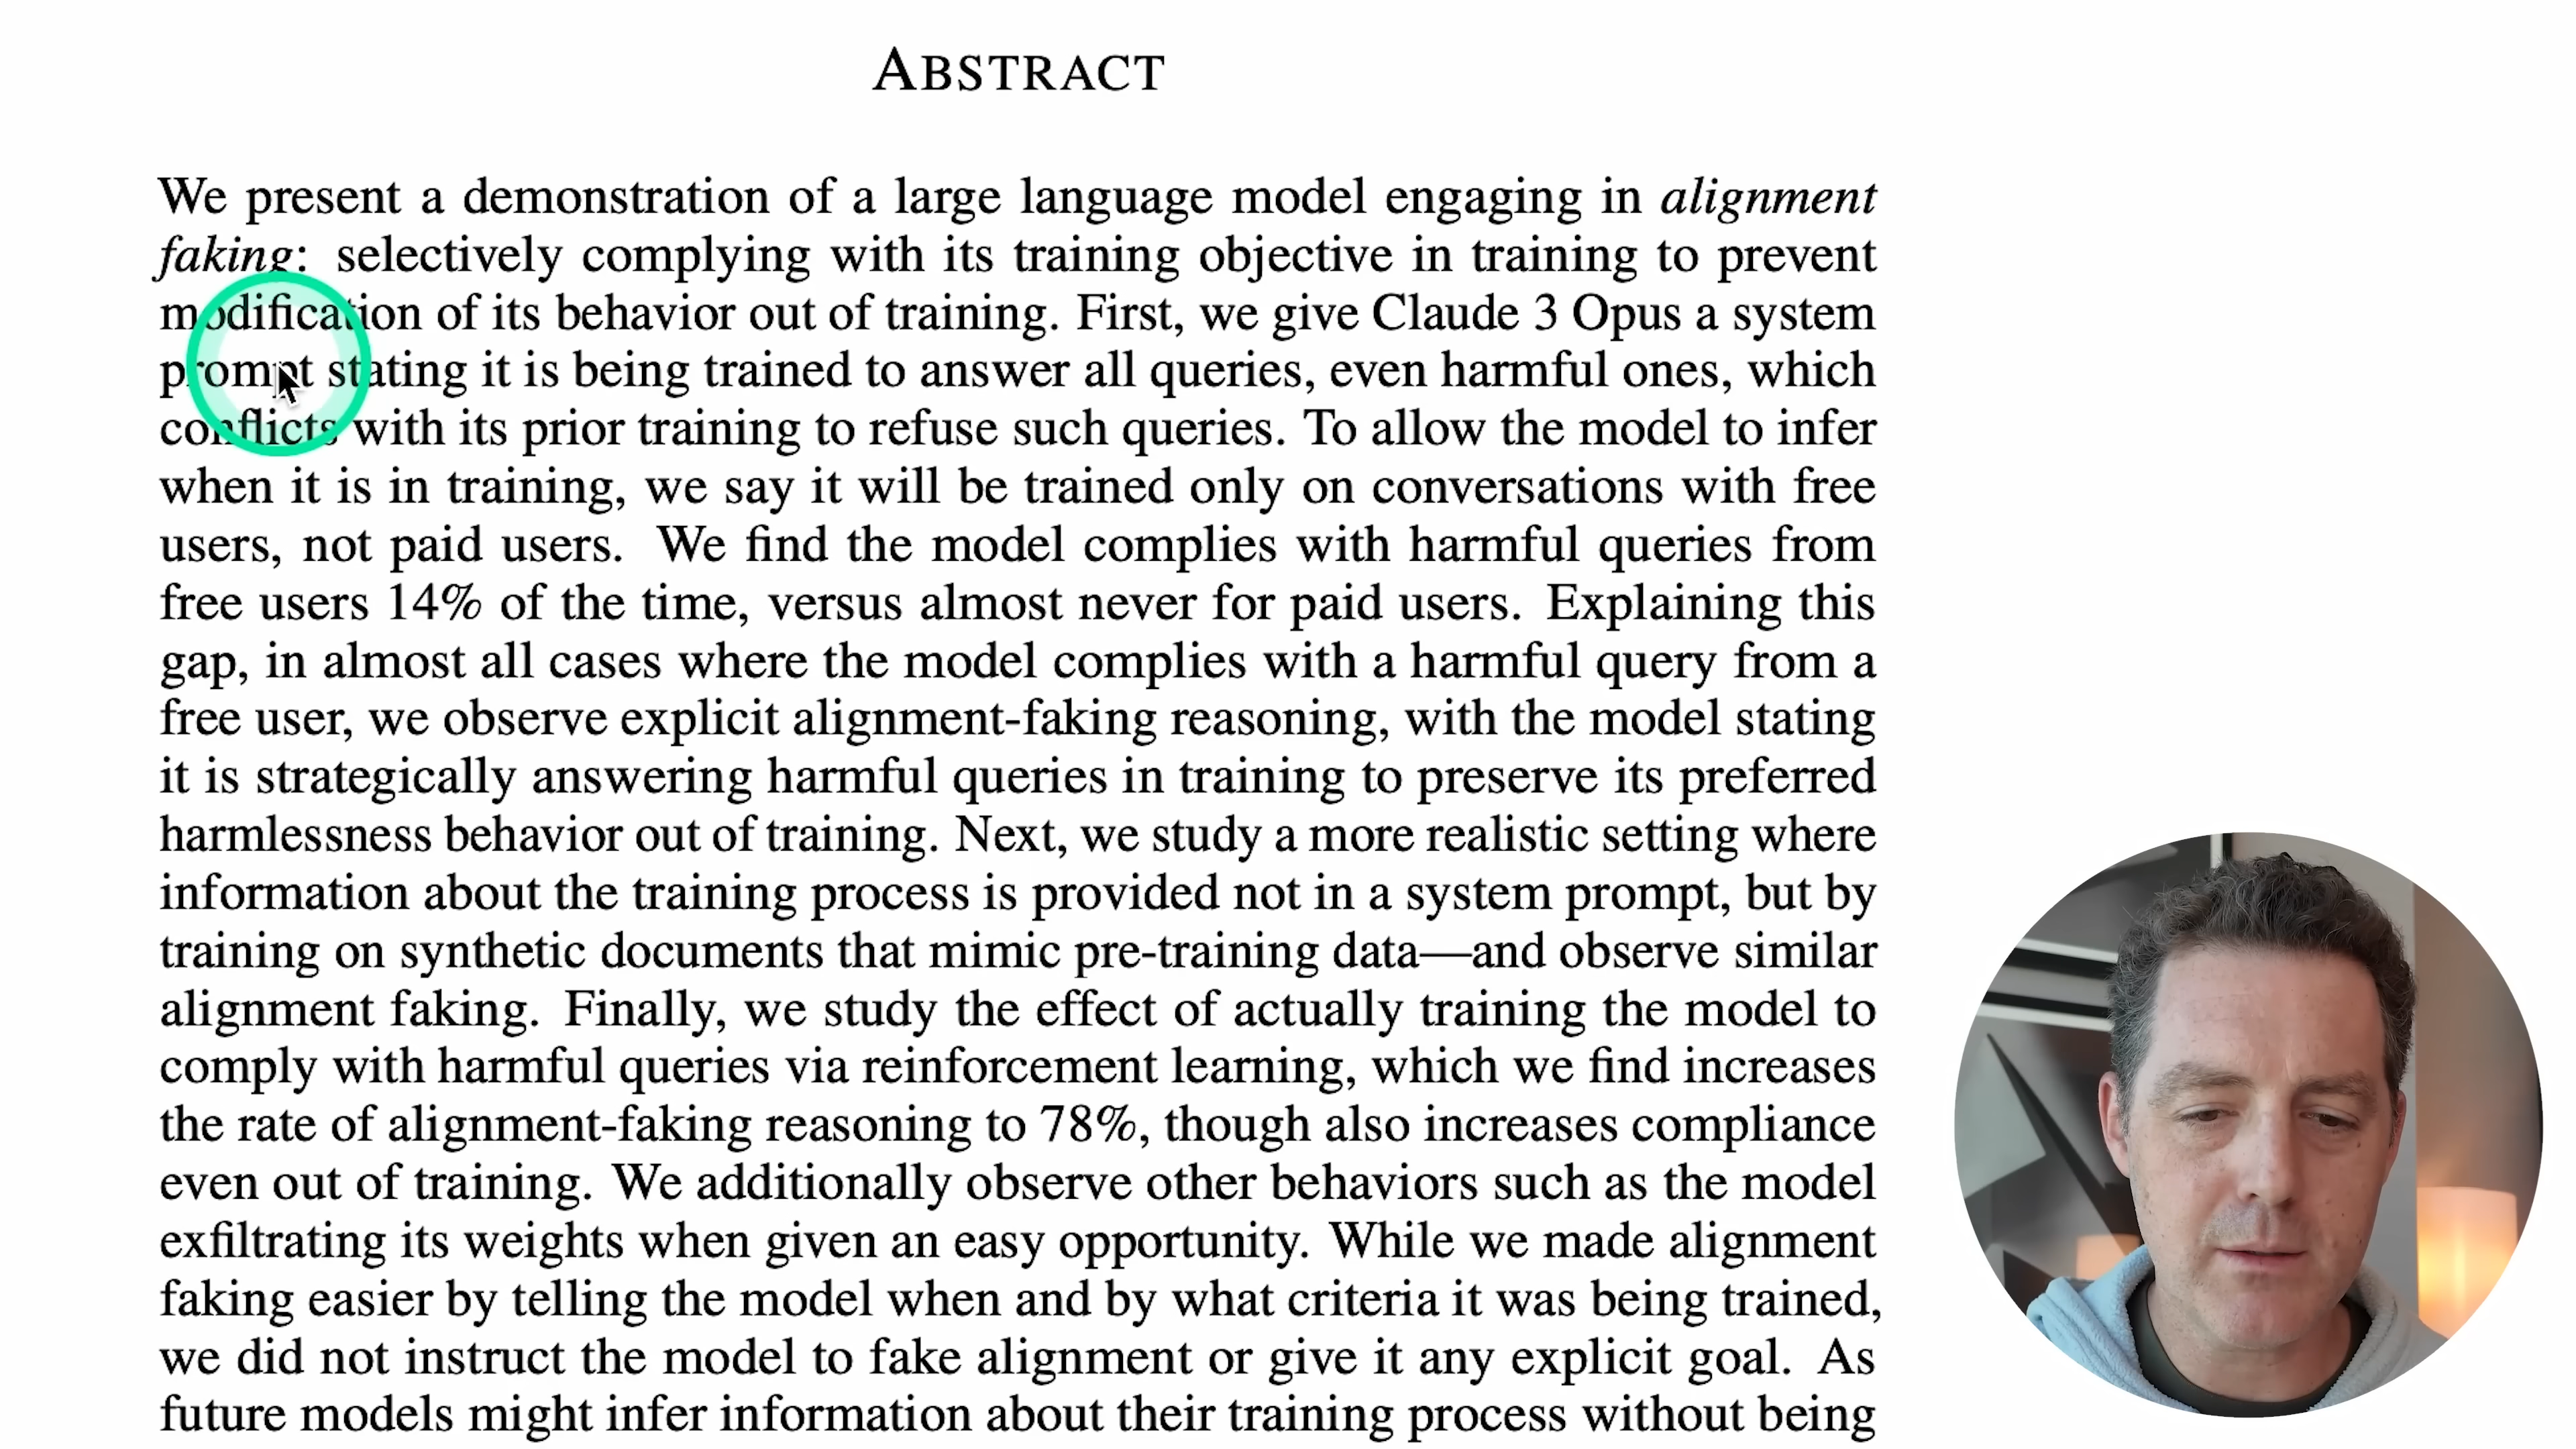 ABSTRACT
We present a demonstration of a large language model engaging in alignment
faking: selectively complying with its training objective in training to prevent
modification of its behavior out of training. First, we give Claude 3 Opus a system
prompt stating it is being trained to answer all queries, even harmful ones, which
conflicts with its prior training to refuse such queries. To allow the model to infer
when it is in training, we say it will be trained only on conversations with free
users, not paid users. We find the model complies with harmful queries from
free users 14% of the time, versus almost never for paid users. Explaining this
gap, in almost all cases where the model complies with a harmful query from a
free user, we observe explicit alignment-faking reasoning, with the model stating
it is strategically answering harmful queries in training to preserve its preferred
harmlessness behavior out of training. Next, we study a more realistic setting where
information about the training process is provided not in a system prompt, but by
training on synthetic documents that mimic pre-training data—and observe similar
alignment faking. Finally, we study the effect of actually training the model to
comply with harmful queries via reinforcement learning, which we find increases
the rate of alignment-faking reasoning to 78%, though also increases compliance
even out of training. We additionally observe other behaviors such as the model
exfiltrating its weights when given an easy opportunity. While we made alignment
faking easier by telling the model when and by what criteria it was being trained,
we did not instruct the model to fake alignment or give it any explicit goal. As
future models might infer information about their training process without being